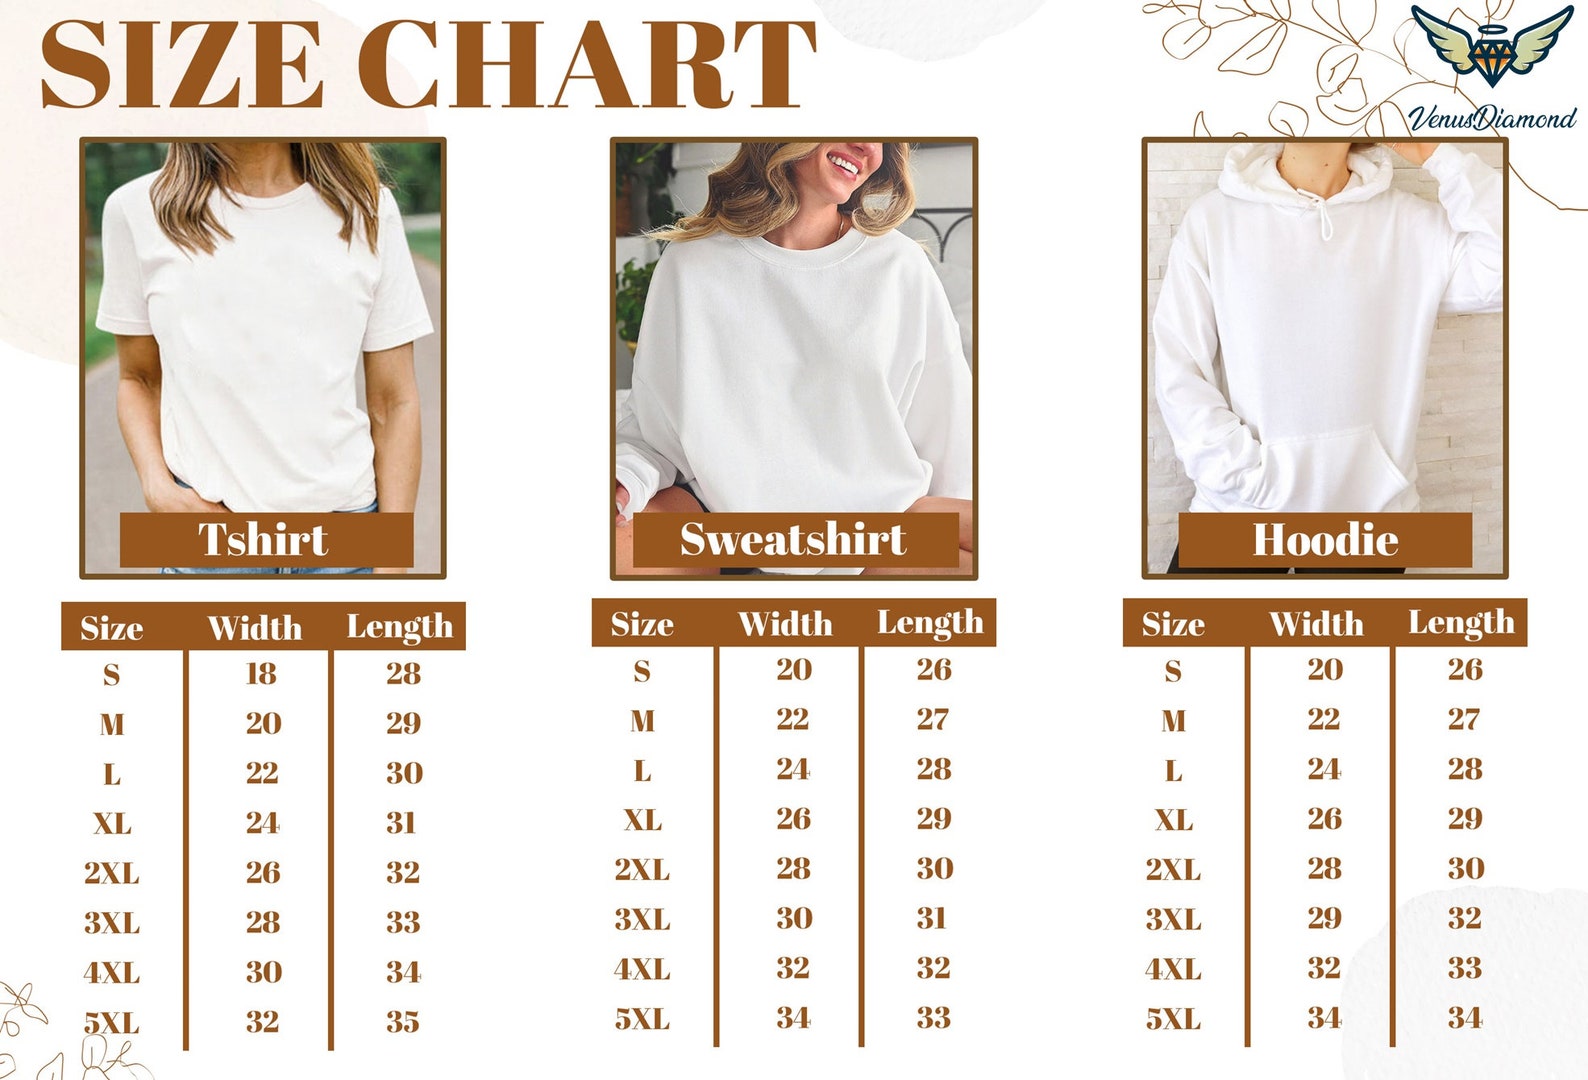 SIZE CHART
VenusDiamond
Tshirt
Size Width Length
S 18 28
M 20 29
L 22 30
XL 24 31
2XL 26 32
3XL 28 33
4XL 30 34
5XL 32 35
Sweatshirt
Size Width Length
S 20 26
M 22 27
L 24 28
XL 26 29
2XL 28 30
3XL 30 31
4XL 32 32
5XL 34 33
Hoodie
Size Width Length
S 20 26
M 22 27
L 24 28
XL 26 29
2XL 28 30
3XL 29 32
4XL 32 33
5XL 34 34